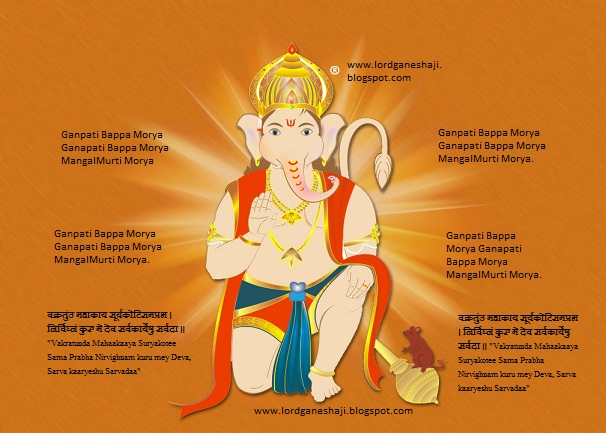 www.lordganeshaji.
blogspot.com
®
Ganpati Bappa Morya
Ganapati Bappa Morya
MangalMurti Morya
Ganpati Bappa Morya
Ganapati Bappa Morya
MangalMurti Morya.
Ganpati Bappa Morya
Ganapati Bappa Morya
MangalMurti Morya.
Ganpati Bappa
Morya Ganapati
Bappa Morya
MangalMurti Morya.
वक्रतुंड महाकाय सूर्यकोटिसमप्रभ ।
निर्विघ्नं कुरु मे देव सर्वकार्येषु सर्वदा ॥
"Vakratunda Mahaakaaya Suryakotee
Sama Prabha Nirvighnam kuru mey Deva,
Sarva kaaryeshu Sarvadaa"
वक्रतुंड महाकाय सूर्यकोटिसमप्रभ
। निर्विघ्नं कुरु मे देव सर्वकार्येषु
सर्वदा ॥ "Vakratunda Mahaakaaya
Suryakotee Sama Prabha
Nirvighnam kuru mey Deva, Sarva
kaaryeshu Sarvadaa"
www.lordganeshaji.blogspot.com